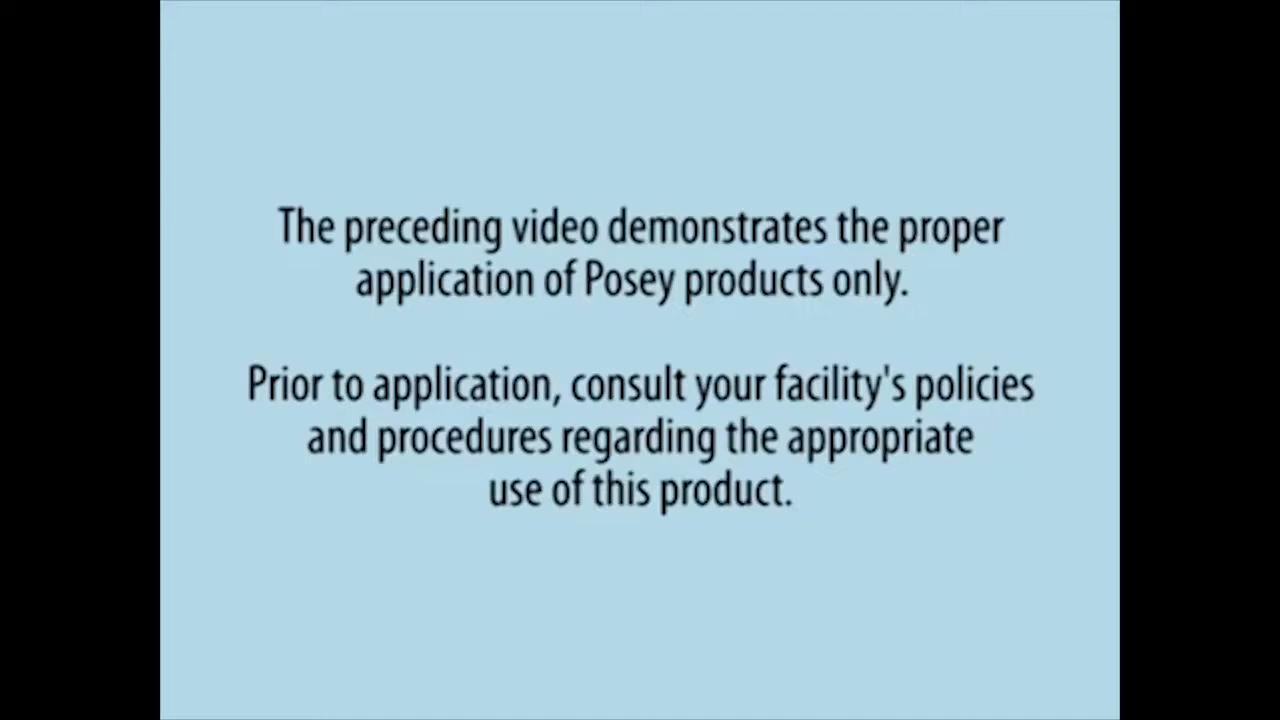 The preceding video demonstrates the proper
application of Posey products only.
Prior to application, consult your facility's policies
and procedures regarding the appropriate
use of this product.